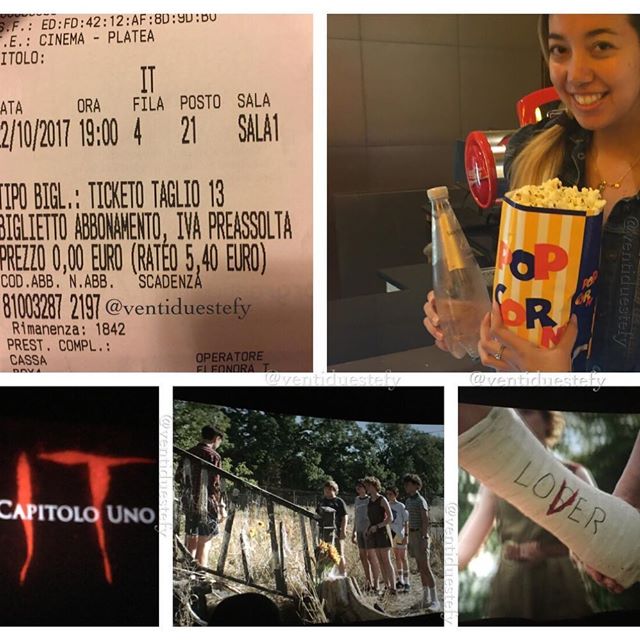 S.F.: ED:FD:42:12:AF:8D:9D:B0
T.E.: CINEMA - PLATEA
ITOLO:
IT
ATA ORA FILA POSTO SALA
2/10/2017 19:00 4 21 SALA1
TIPO BIGL.: TICKETO TAGLIO 13
BIGLIETTO ABBONAMENTO, IVA PREASSOLTA
PREZZO 0,00 EURO (RATEO 5,40 EURO)
COD.ABB. N.ABB. SCADENZA
81003287 2197 @ventiduestefy
Rimanenza: 1842
PREST. COMPL.:
CASSA OPERATORE
ELEONORA T
POP
CORN
POP
@ventiduestefy
@ventiduestefy
@ventiduestefy
IT
CAPITOLO UNO
@ventiduestefy
@ventiduestefy
LOVER